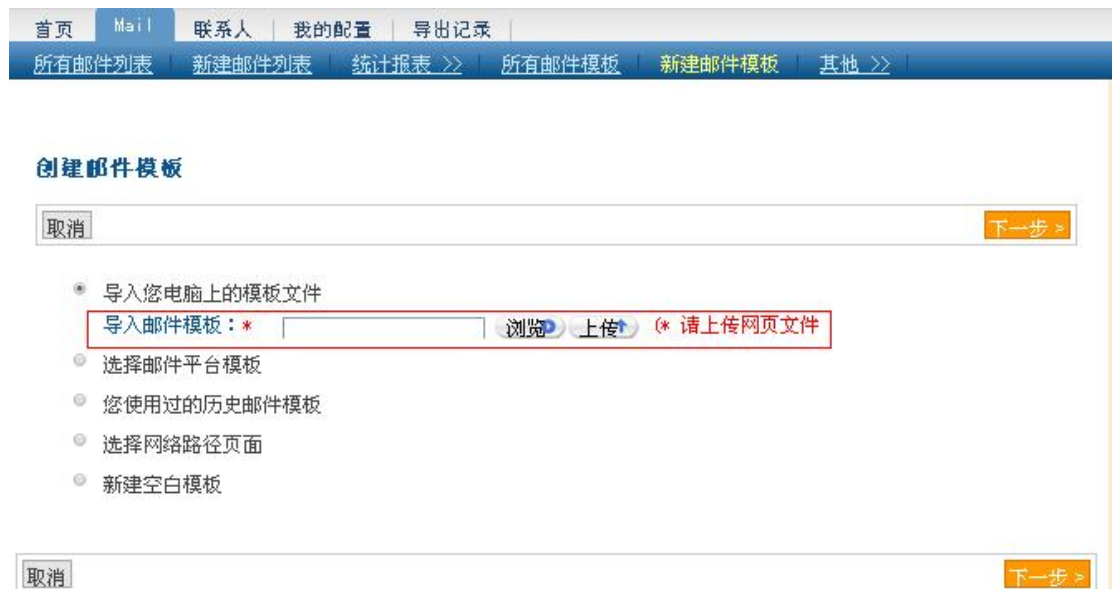 首页 Mail 联系人 我的配置 导出记录
所有邮件列表 新建邮件列表 统计报表 >> 所有邮件模板 新建邮件模板 其他 >>
创建邮件模板
取消 下一步 >
导入您电脑上的模板文件
导入邮件模板：* 浏览 上传 (* 请上传网页文件
选择邮件平台模板
您使用过的历史邮件模板
选择网络路径页面
新建空白模板
取消 下一步 >